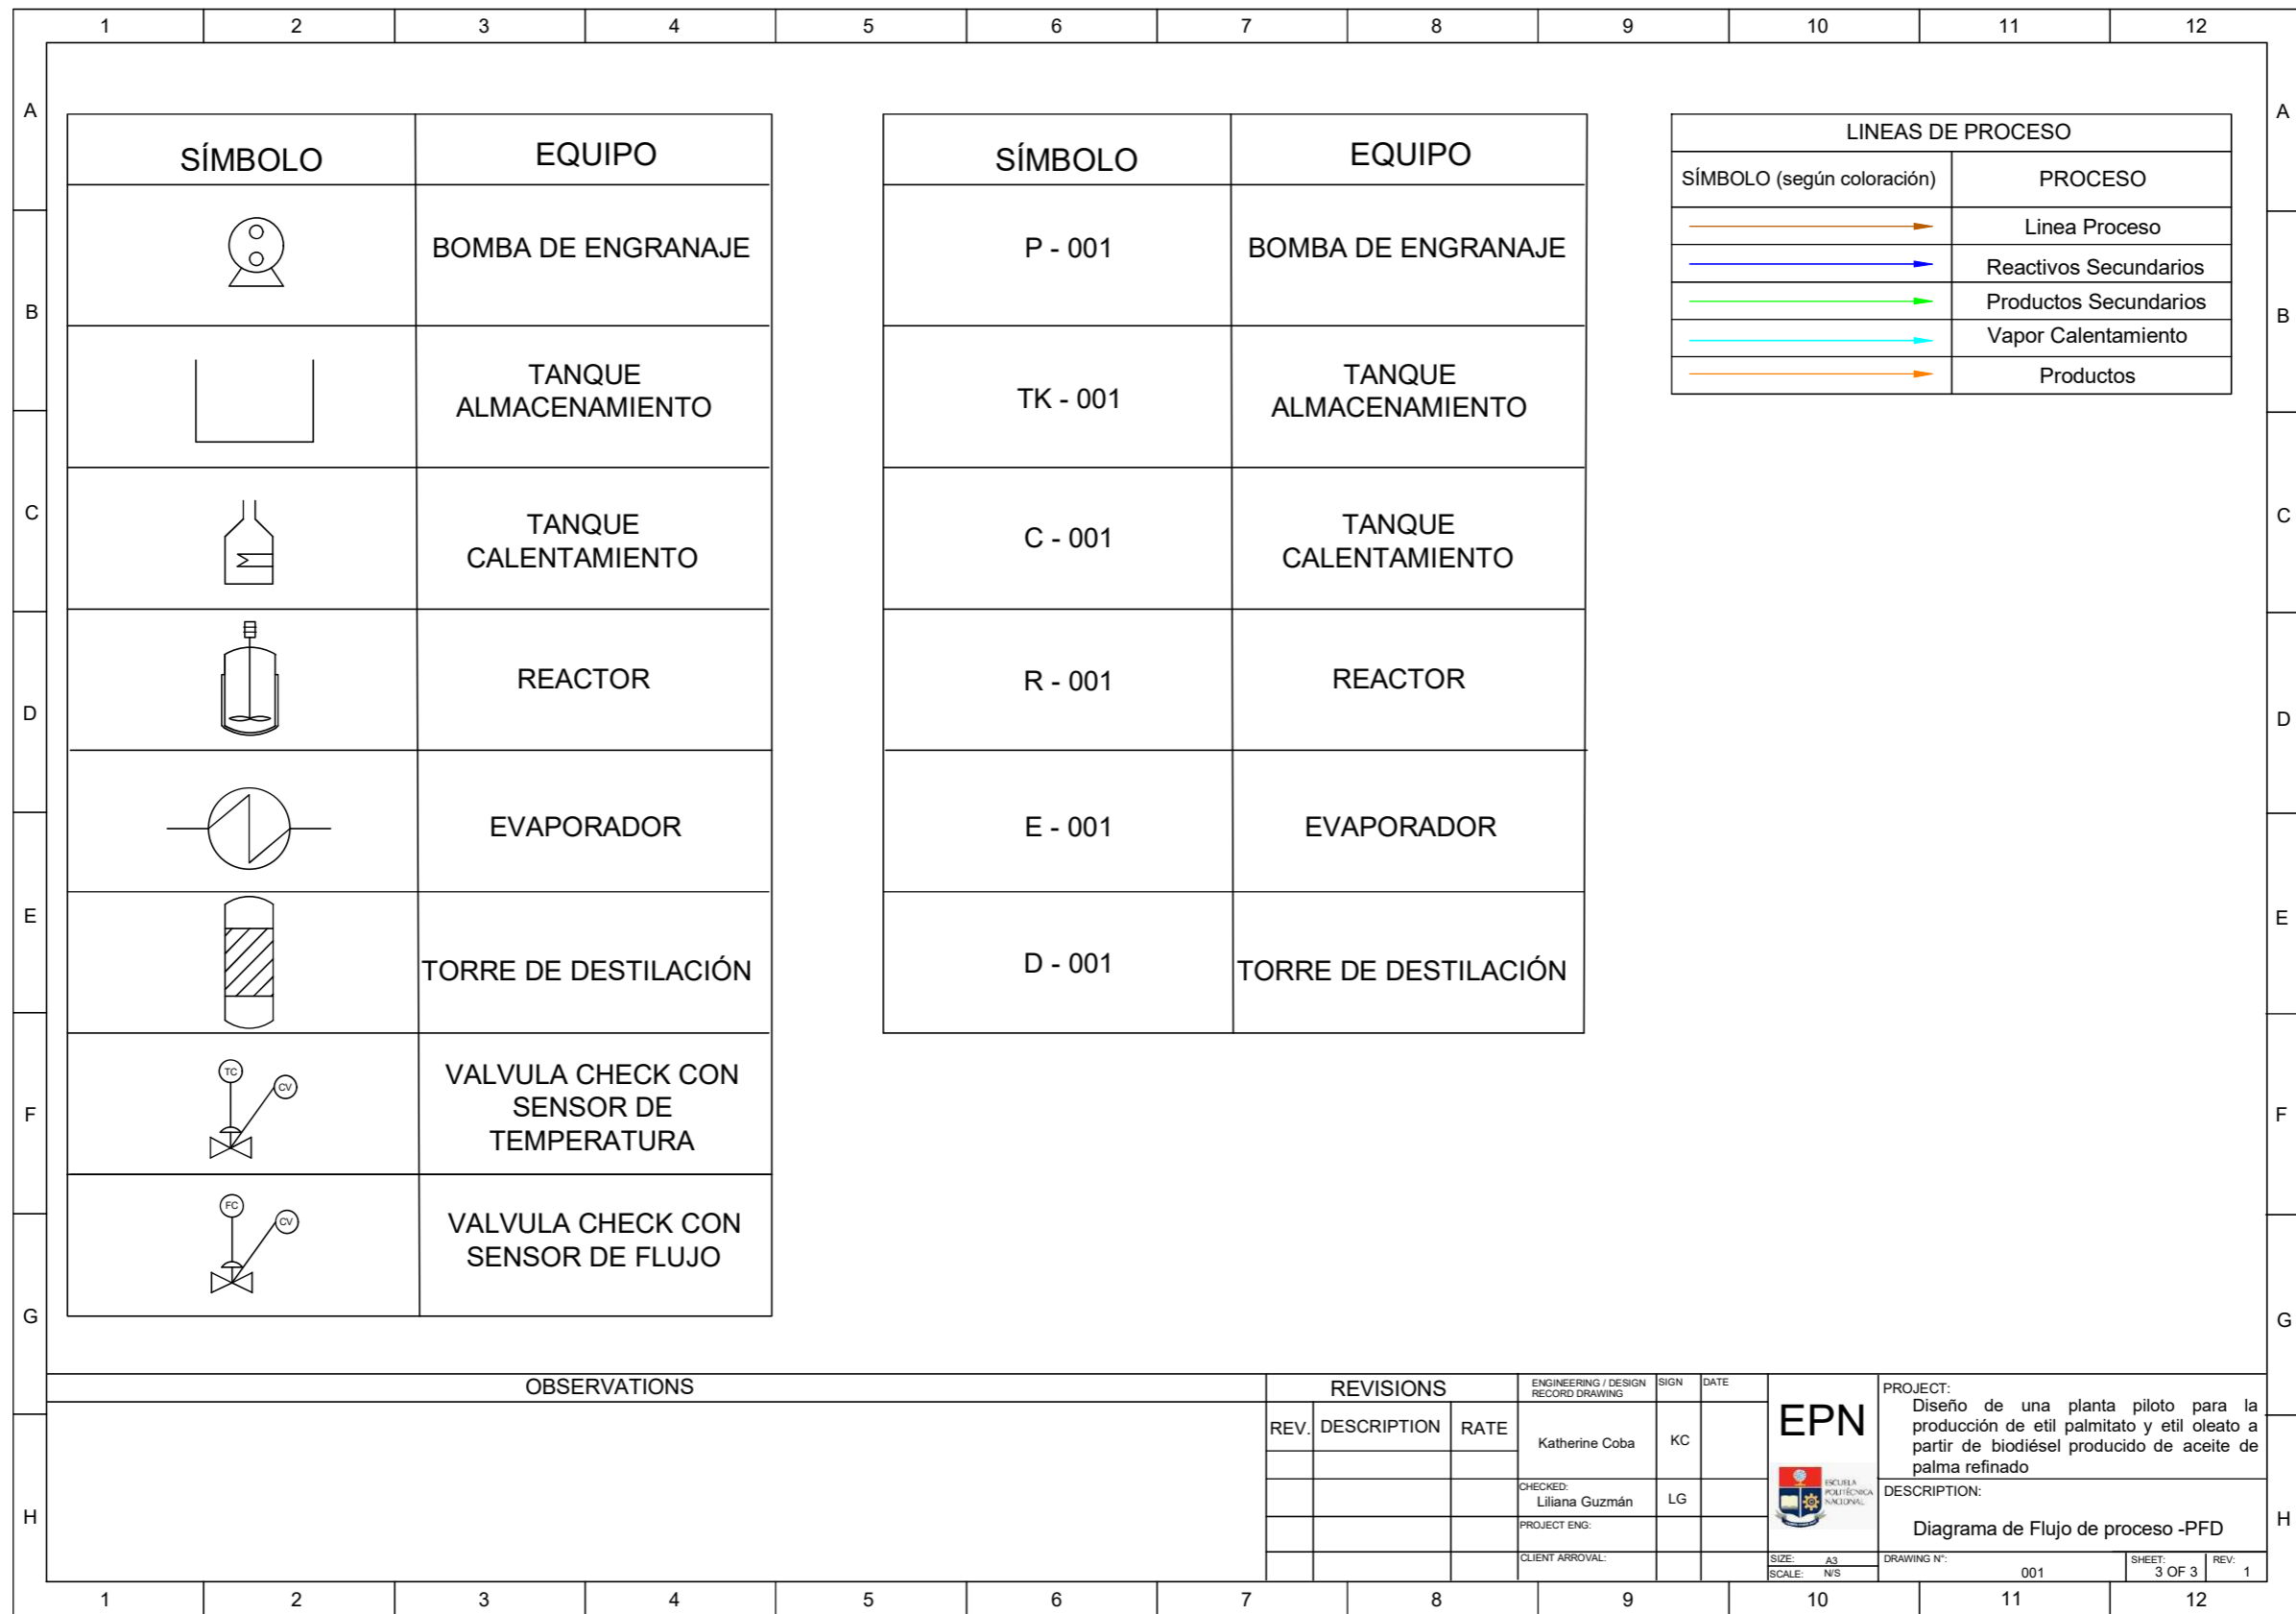 1 2 3 4 5 6 7 8 9 10 11 12
A A
B B
C C
D D
E E
F F
G G
H H
SÍMBOLO EQUIPO
BOMBA DE ENGRANAJE
TANQUE
ALMACENAMIENTO
TANQUE
CALENTAMIENTO
REACTOR
EVAPORADOR
TORRE DE DESTILACIÓN
TC
CV
VALVULA CHECK CON
SENSOR DE
TEMPERATURA
FC
CV
VALVULA CHECK CON
SENSOR DE FLUJO
SÍMBOLO EQUIPO
P - 001 BOMBA DE ENGRANAJE
TK - 001 TANQUE
ALMACENAMIENTO
C - 001 TANQUE
CALENTAMIENTO
R - 001 REACTOR
E - 001 EVAPORADOR
D - 001 TORRE DE DESTILACIÓN
LINEAS DE PROCESO
SÍMBOLO (según coloración) PROCESO
Linea Proceso
Reactivos Secundarios
Productos Secundarios
Vapor Calentamiento
Productos
OBSERVATIONS
REVISIONS
REV. DESCRIPTION RATE
ENGINEERING / DESIGN
RECORD DRAWING
SIGN DATE
Katherine Coba KC
CHECKED:
Liliana Guzmán LG
PROJECT ENG:
CLIENT ARROVAL:
EPN
ESCUELA
POLITÉCNICA
NACIONAL
SIZE: A3
SCALE: N/S
PROJECT:
Diseño de una planta piloto para la
producción de etil palmitato y etil oleato a
partir de biodiésel producido de aceite de
palma refinado
DESCRIPTION:
Diagrama de Flujo de proceso -PFD
DRAWING N°:
001
SHEET:
3 OF 3
REV:
1
1 2 3 4 5 6 7 8 9 10 11 12